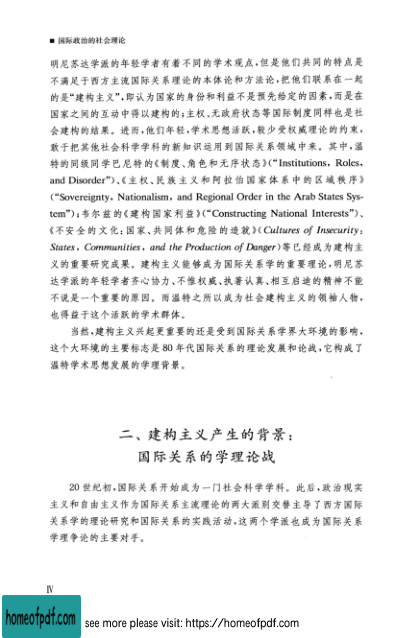 ■ 国际政治的社会理论
明尼苏达学派的年轻学者有着不同的学术观点,但是他们共同的特点是
不满足于西方主流国际关系理论的本体论和方法论,把他们联系在一起
的是“建构主义”,即认为国家的身份和利益不是预先给定的因素,而是在
国家之间的互动中得以建构的;主权、无政府状态等国际制度同样也是社
会建构的结果。进而,他们年轻,学术思想活跃,较少受权威理论的约束,
敢于把其他社会科学学科的新知识运用到国际关系领域中来。其中,温
特的同级同学巴尼特的《制度、角色和无序状态》(“Institutions, Roles,
and Disorder”)、《主权、民族主义和阿拉伯国家体系中的区域秩序》
(“Sovereignty, Nationalism, and Regional Order in the Arab States Sys-
tem”);韦尔兹的《建构国家利益》(“Constructing National Interests”)、
《不安全的文化:国家、共同体和危险的造就》(Cultures of Insecurity:
States, Communities, and the Production of Danger)等已经成为建构主
义的重要研究成果。建构主义能够成为国际关系学的重要理论,明尼苏
达学派的年轻学者齐心协力、不惟权威、执著认真、相互启迪的精神不能
不说是一个重要的原因。而温特之所以成为社会建构主义的领袖人物,
也得益于这个活跃的学术群体。
当然,建构主义兴起更重要的还是受到国际关系学界大环境的影响,
这个大环境的主要标志是 80 年代国际关系的理论发展和论战,它构成了
温特学术思想发展的学理背景。
二、建构主义产生的背景:
国际关系的学理论战
20 世纪初,国际关系开始成为一门社会科学学科。此后,政治现实
主义和自由主义作为国际关系主流理论的两大派别交替主导了西方国际
关系学的理论研究和国际关系的实践活动,这两个学派也成为国际关系
学理争论的主要对手。
IV
homeofpdf.com
see more please visit: https://homeofpdf.com